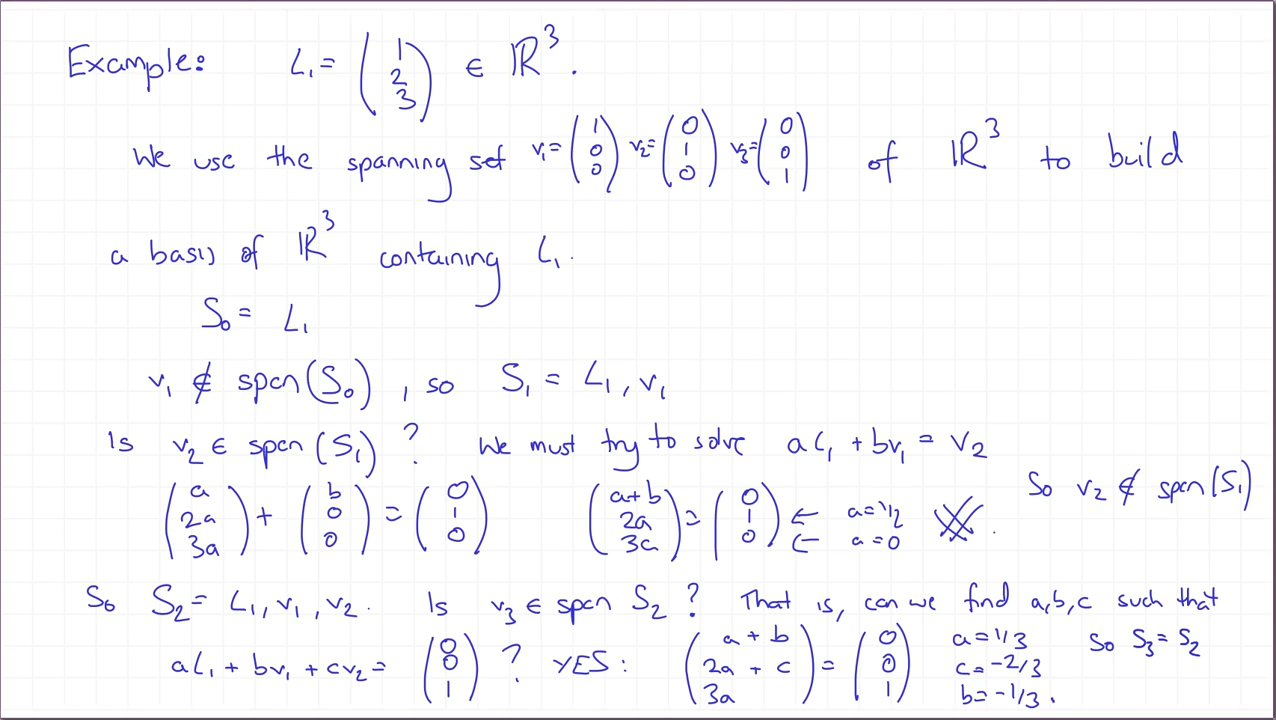 Example: L₁ = (1 2 3) ∈ ℝ³.
We use the spanning set v₁ = (1 0 0) v₂ = (0 1 0) v₃ = (0 0 1) of ℝ³ to build
a basis of ℝ³ containing L₁.
S₀ = L₁
v₁ ∉ span(S₀), so S₁ = L₁, v₁
Is v₂ ∈ span(S₁)? We must try to solve aL₁ + bv₁ = v₂
(a 2a 3a) + (b 0 0) = (0 1 0) (a+b 2a 3a) = (0 1 0) ← a = 1/2 ← a = 0 ※. So v₂ ∉ span(S₁)
So S₂ = L₁, v₁, v₂. Is v₃ ∈ span S₂? That is, can we find a,b,c such that
aL₁ + bv₁ + cv₂ = (0 0 1)? YES: (a + b 2a + c 3a) = (0 0 1) a = 1/3 c = -2/3 b = -1/3. So S₃ = S₂